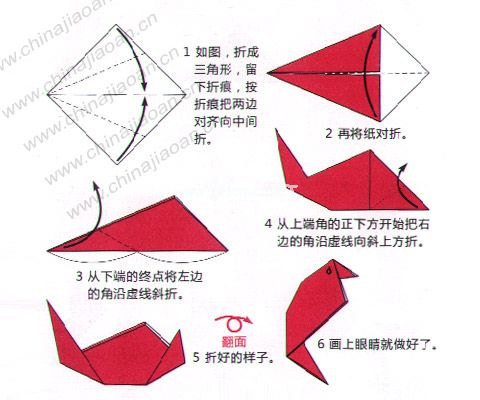 www.chinajiaoan.cn
www.chinajiaoan.cn
www.chinajiaoan.cn
1 如图，折成
三角形，留
下折痕，按
折痕把两边
对齐向中间
折。
2 再将纸对折。
3 从下端的终点将左边
的角沿虚线斜折。
4 从上端角的正下方开始把右
边的角沿虚线向斜上方折。
翻面
5 折好的样子。
6 画上眼睛就做好了。